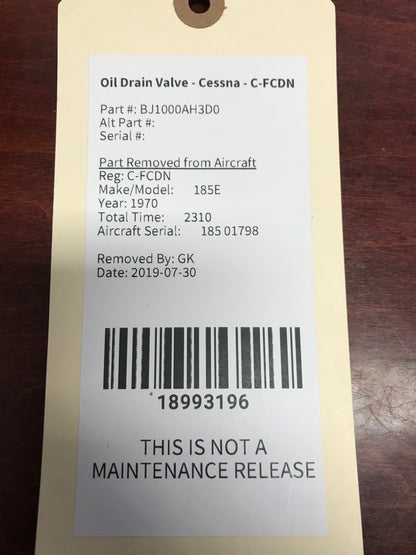 Oil Drain Valve - Cessna - C-FCDN
Part #: BJ1000AH3D0
Alt Part #:
Serial #:
Part Removed from Aircraft
Reg: C-FCDN
Make/Model: 185E
Year: 1970
Total Time: 2310
Aircraft Serial: 185 01798
Removed By: GK
Date: 2019-07-30
18993196
THIS IS NOT A
MAINTENANCE RELEASE